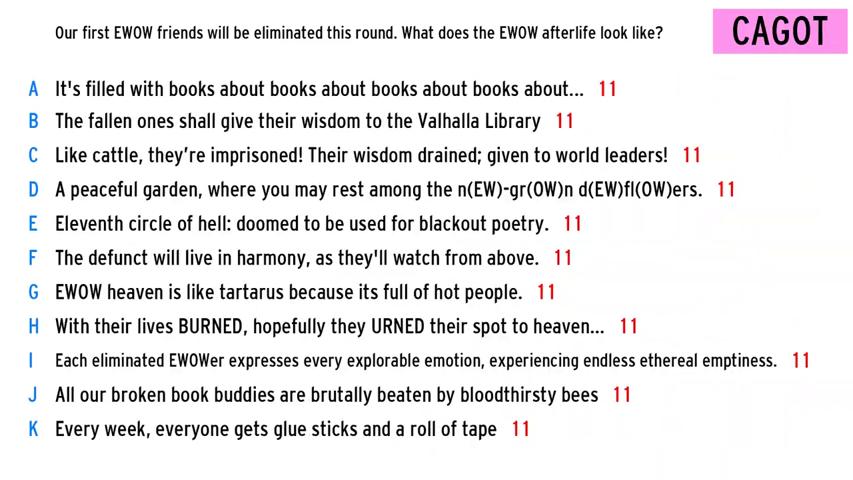 Our first EWOW friends will be eliminated this round. What does the EWOW afterlife look like?
CAGOT
A It's filled with books about books about books about books about... 11
B The fallen ones shall give their wisdom to the Valhalla Library 11
C Like cattle, they’re imprisoned! Their wisdom drained; given to world leaders! 11
D A peaceful garden, where you may rest among the n(EW)-gr(OW)n d(EW)fl(OW)ers. 11
E Eleventh circle of hell: doomed to be used for blackout poetry. 11
F The defunct will live in harmony, as they'll watch from above. 11
G EWOW heaven is like tartarus because its full of hot people. 11
H With their lives BURNED, hopefully they URNED their spot to heaven... 11
I Each eliminated EWOWer expresses every explorable emotion, experiencing endless ethereal emptiness. 11
J All our broken book buddies are brutally beaten by bloodthirsty bees 11
K Every week, everyone gets glue sticks and a roll of tape 11